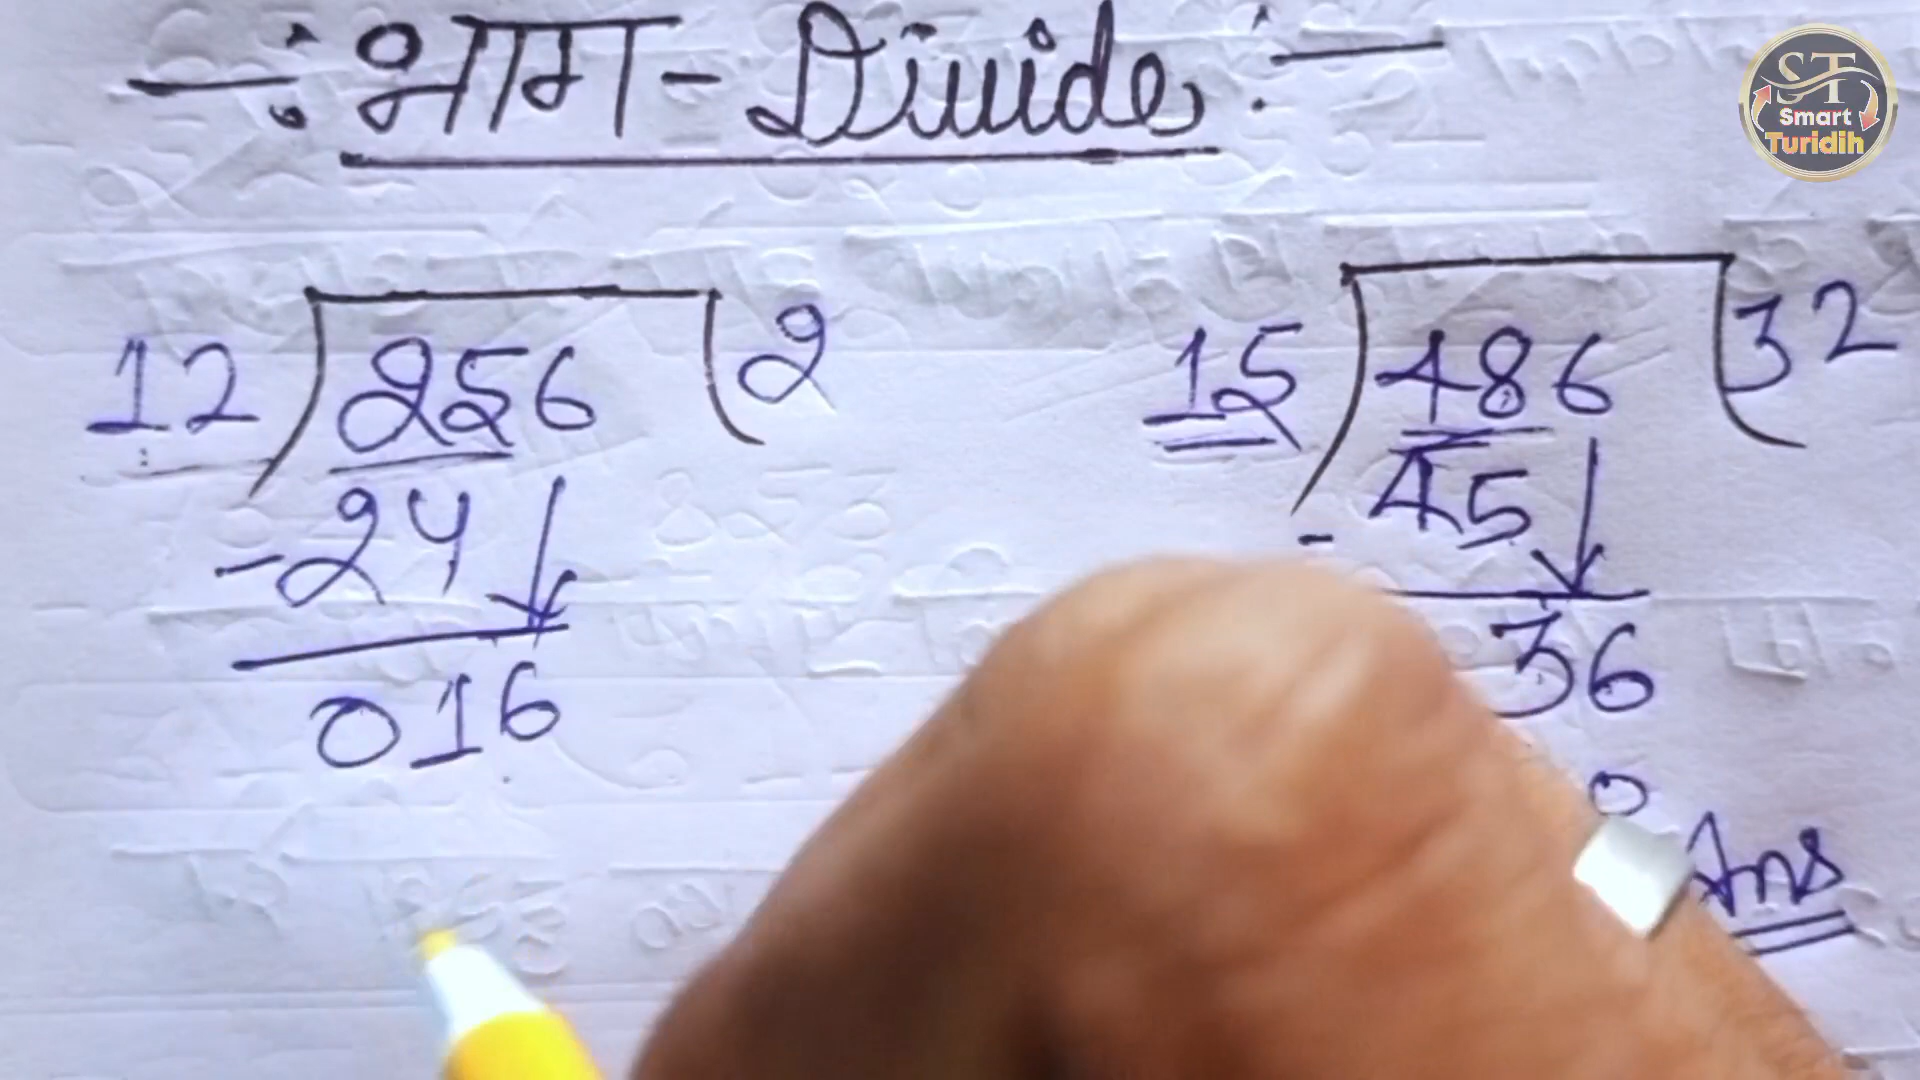 -: भाग - Divide :-
ST
Smart
Turidih
12 ) 256 ( 2
-24
016
15 ) 486 ( 32
- 45
36
0
Ans